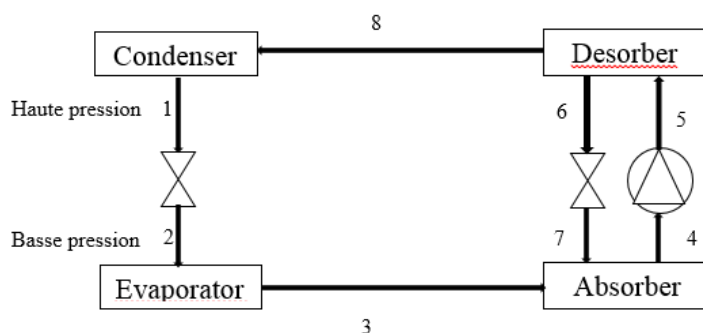 8
Condenser
Desorber
Haute pression
1
6
5
Basse pression
2
7
4
Evaporator
Absorber
3